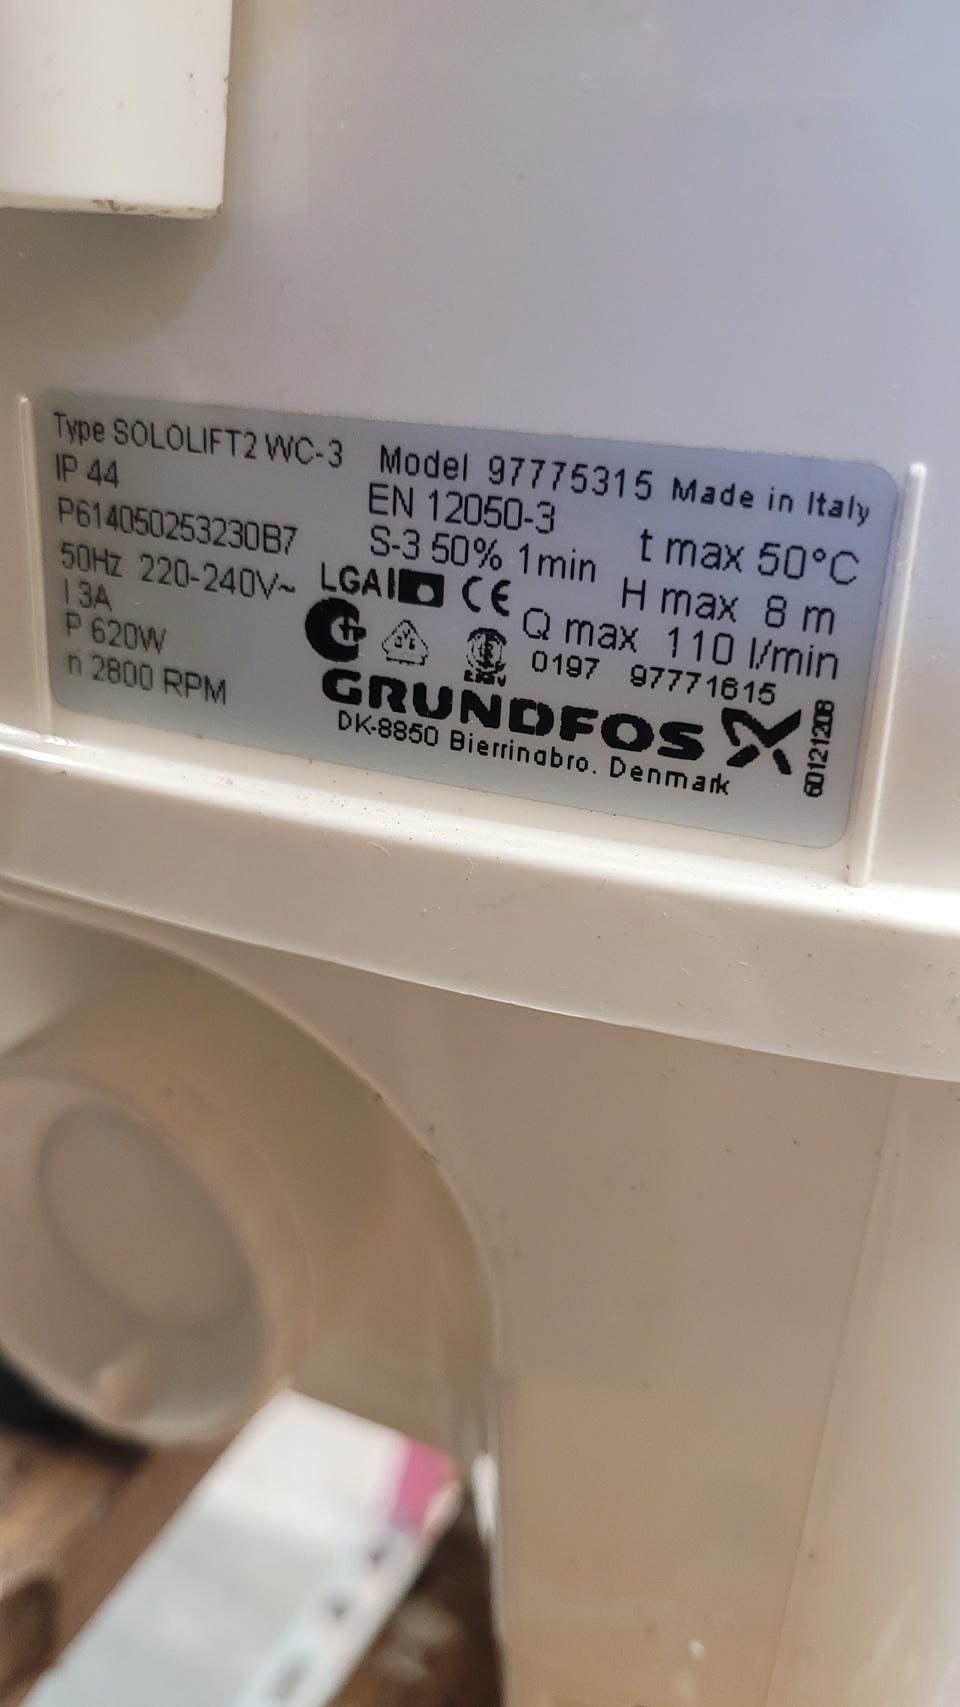 Type SOLOLIFT2 WC-3
IP 44
P614050253230B7
50Hz 220-240V~
I 3A
P 620W
n 2800 RPM
Model 97775315 Made in Italy
EN 12050-3
S-3 50% 1min
t max 50°C
LGA
CE
H max 8 m
Q max 110 l/min
0197 97771615
GRUNDFOS
DK-8850 Bjerringbro. Denmark
60121208